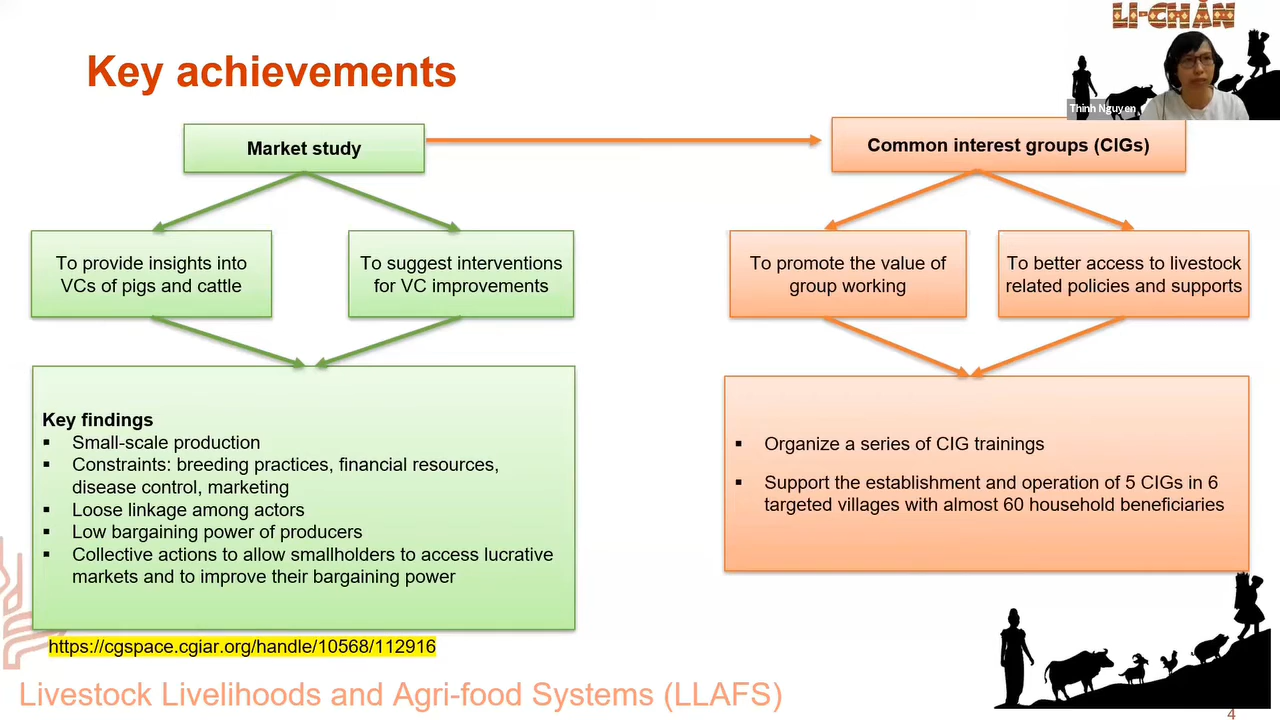 LI-CHĂN
Key achievements
Thinh Nguyen
Market study
Common interest groups (CIGs)
To provide insights into
VCs of pigs and cattle
To suggest interventions
for VC improvements
To promote the value of
group working
To better access to livestock
related policies and supports
Key findings
▪ Small-scale production
▪ Constraints: breeding practices, financial resources,
disease control, marketing
▪ Loose linkage among actors
▪ Low bargaining power of producers
▪ Collective actions to allow smallholders to access lucrative
markets and to improve their bargaining power
▪ Organize a series of CIG trainings
▪ Support the establishment and operation of 5 CIGs in 6
targeted villages with almost 60 household beneficiaries
https://cgspace.cgiar.org/handle/10568/112916
Livestock Livelihoods and Agri-food Systems (LLAFS)
4